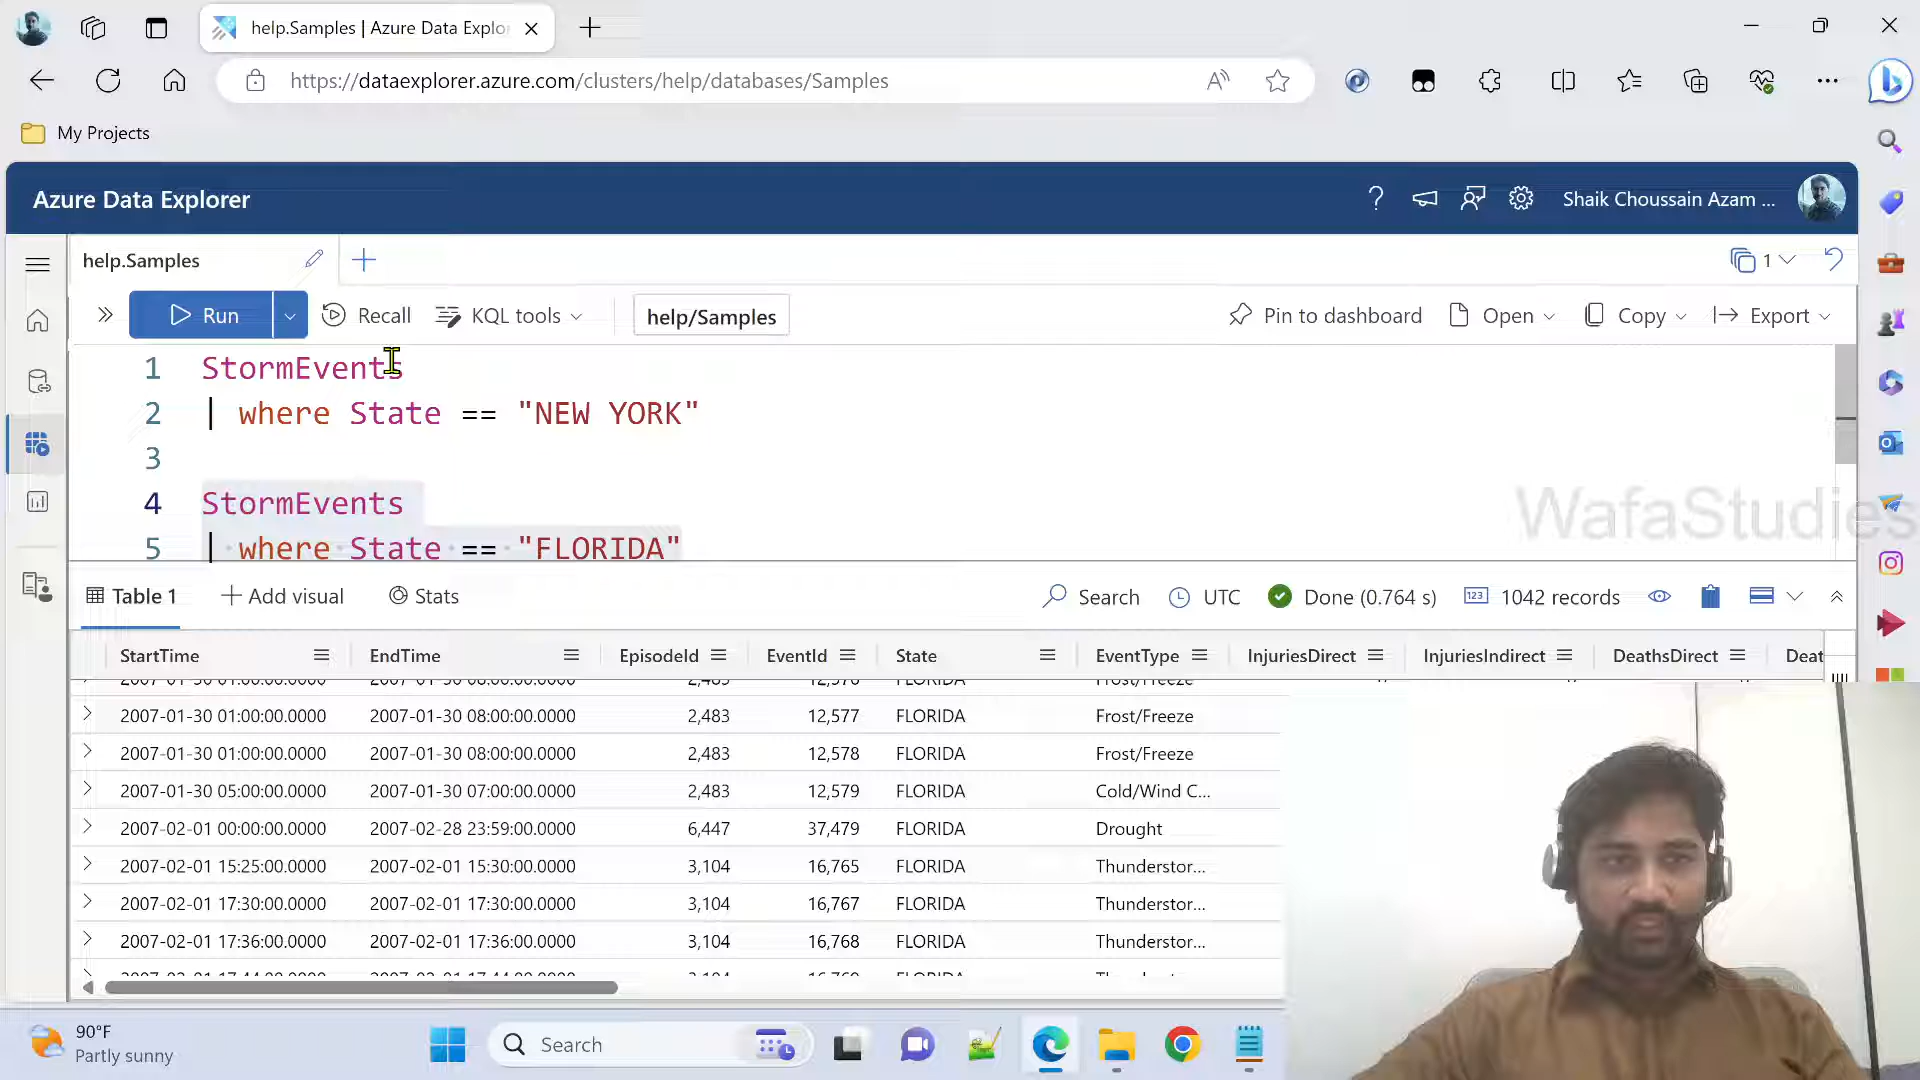 help.Samples | Azure Data Explo
https://dataexplorer.azure.com/clusters/help/databases/Samples
My Projects
Azure Data Explorer
Shaik Choussain Azam ...
help.Samples
1
Run
Recall
KQL tools
help/Samples
Pin to dashboard
Open
Copy
Export
1 StormEvents
2 | where State == "NEW YORK"
3
4 StormEvents
5 | where State == "FLORIDA"
WafaStudies
Table 1
Add visual
Stats
Search
UTC
Done (0.764 s)
123
1042 records
StartTime EndTime EpisodeId EventId State EventType InjuriesDirect InjuriesIndirect DeathsDirect Deat
2007-01-30 01:00:00.0000 2007-01-30 08:00:00.0000 2,483 12,577 FLORIDA Frost/Freeze
2007-01-30 01:00:00.0000 2007-01-30 08:00:00.0000 2,483 12,578 FLORIDA Frost/Freeze
2007-01-30 05:00:00.0000 2007-01-30 07:00:00.0000 2,483 12,579 FLORIDA Cold/Wind C...
2007-02-01 00:00:00.0000 2007-02-28 23:59:00.0000 6,447 37,479 FLORIDA Drought
2007-02-01 15:25:00.0000 2007-02-01 15:30:00.0000 3,104 16,765 FLORIDA Thunderstor...
2007-02-01 17:30:00.0000 2007-02-01 17:30:00.0000 3,104 16,767 FLORIDA Thunderstor...
2007-02-01 17:36:00.0000 2007-02-01 17:36:00.0000 3,104 16,768 FLORIDA Thunderstor...
90°F
Partly sunny
Search